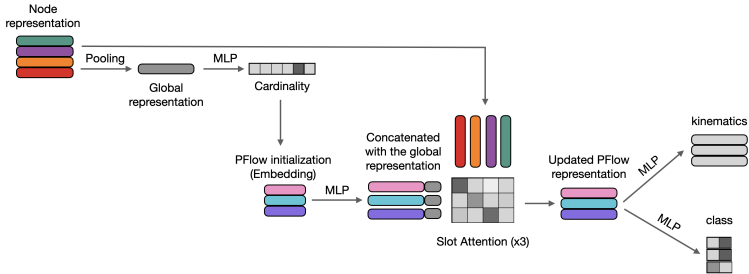 Node
representation
Pooling
MLP
Global
representation
Cardinality
PFlow initialization
(Embedding)
MLP
Concatenated
with the global
representation
Slot Attention (x3)
Updated PFlow
representation
MLP
kinematics
MLP
class